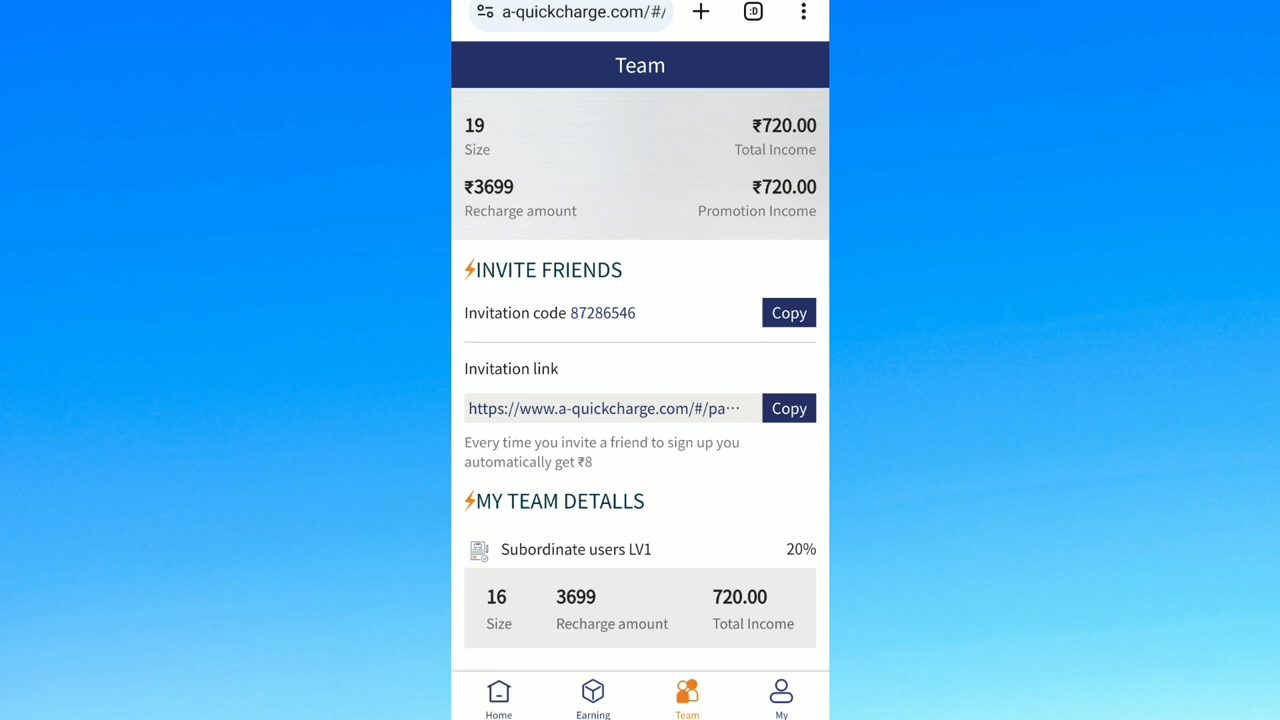 a-quickcharge.com/#/
:D
Team
19
₹720.00
Size
Total Income
₹3699
₹720.00
Recharge amount
Promotion Income
INVITE FRIENDS
Invitation code 87286546
Copy
Invitation link
https://www.a-quickcharge.com/#/pa···
Copy
Every time you invite a friend to sign up you
automatically get ₹8
MY TEAM DETALLS
Subordinate users LV1
20%
16 3699 720.00
Size Recharge amount Total Income
Home Earning Team My